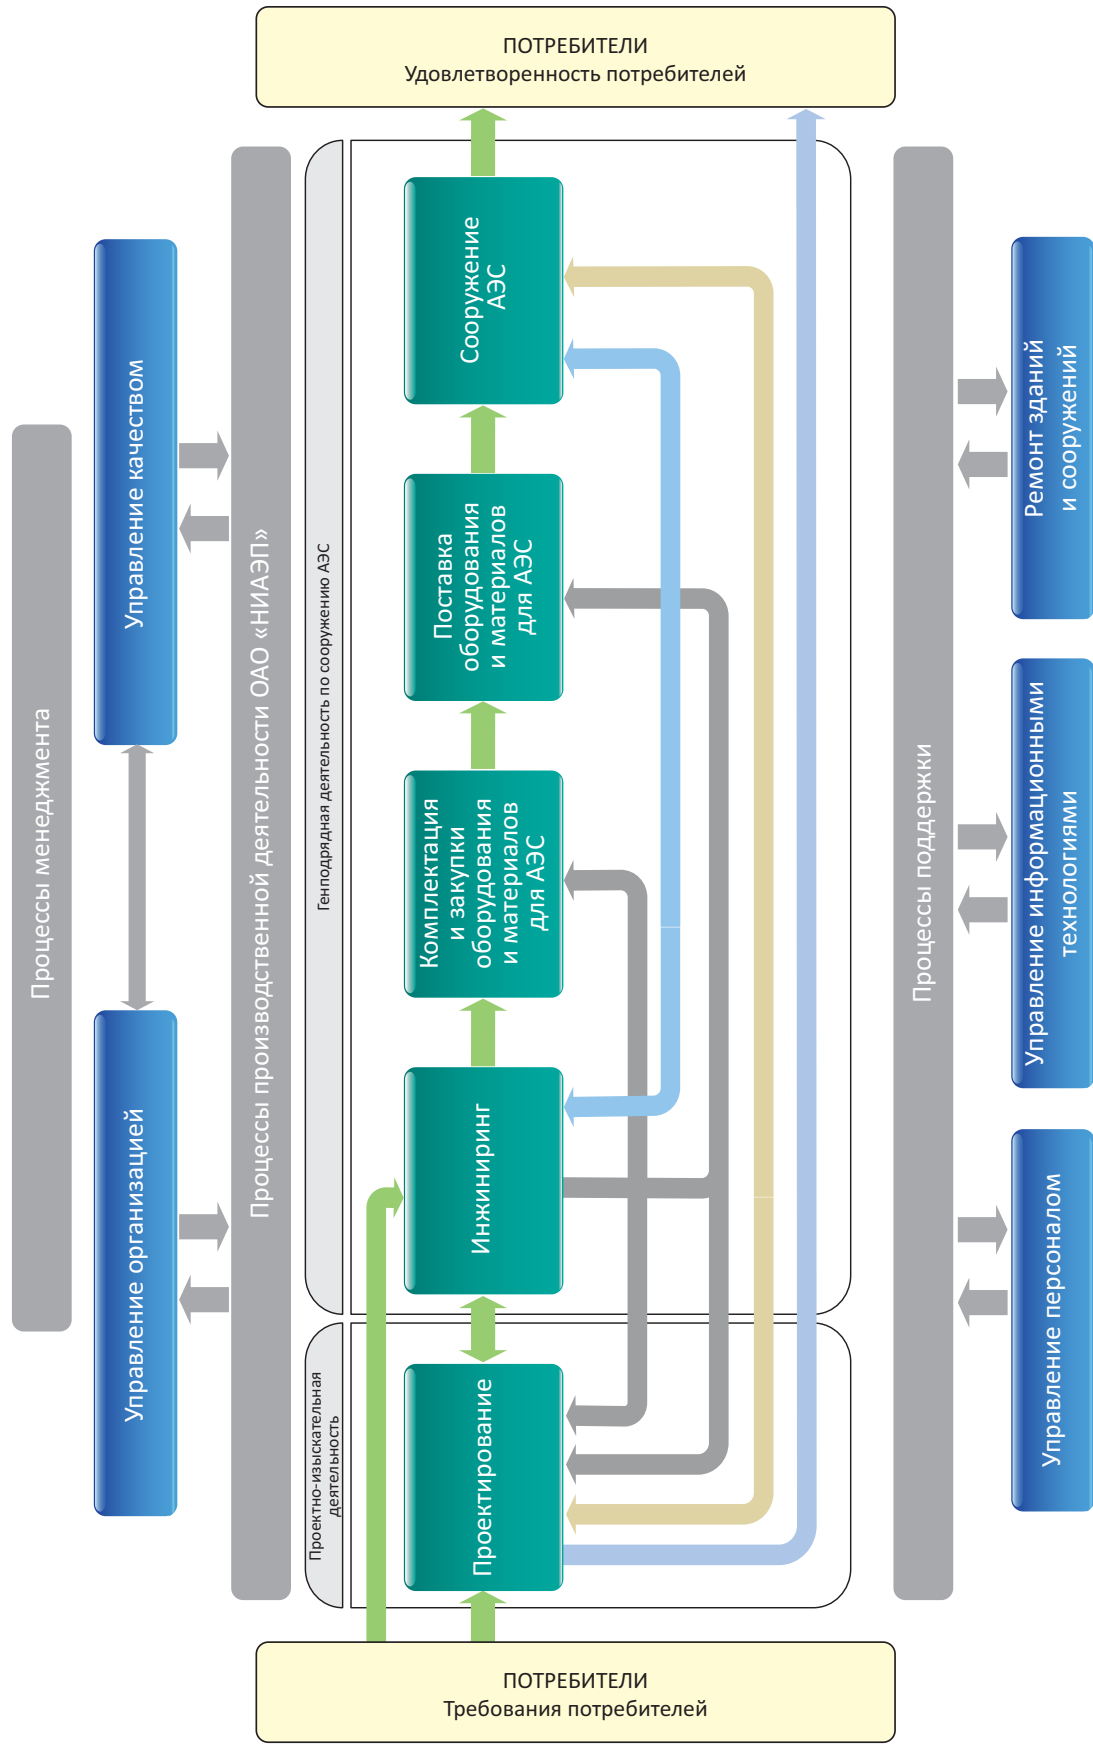 ПОТРЕБИТЕЛИ
Удовлетворенность потребителей
Процессы менеджмента
Управление организацией
Управление качеством
Процессы производственной деятельности ОАО «НИАЭП»
Проектно-изыскательная
деятельность
Генподрядная деятельность по сооружению АЭС
Проектирование
Инжиниринг
Комплектация
и закупки
оборудования
и материалов
для АЭС
Поставка
оборудования
и материалов
для АЭС
Сооружение
АЭС
Процессы поддержки
Управление персоналом
Управление информационными
технологиями
Ремонт зданий
и сооружений
ПОТРЕБИТЕЛИ
Требования потребителей